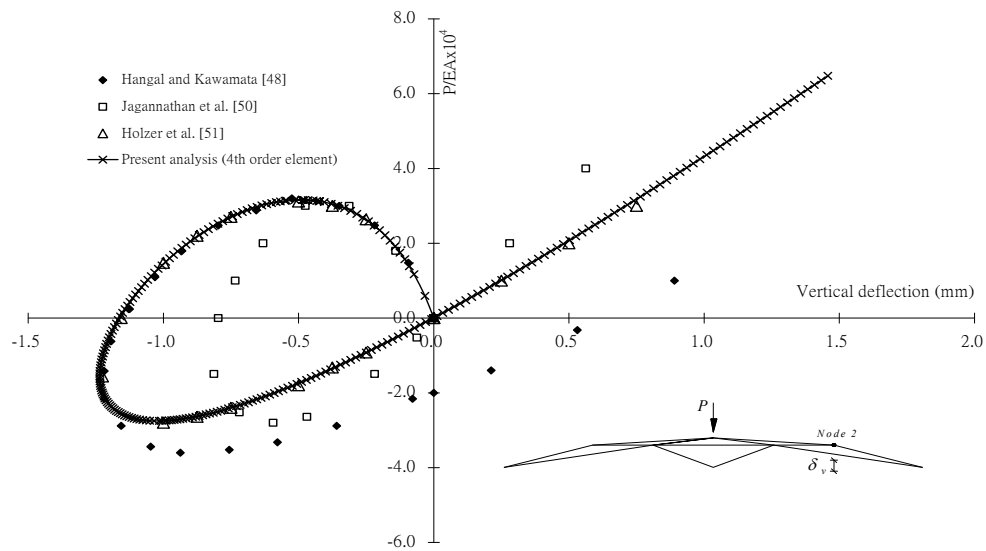 8.0
P/EAx10⁴
6.0
4.0
2.0
0.0
-2.0
-4.0
-6.0
Hangal and Kawamata [48]
Jagannathan et al. [50]
Holzer et al. [51]
Present analysis (4th order element)
Vertical deflection (mm)
-1.5
-1.0
-0.5
0.0
0.5
1.0
1.5
2.0
P
Node 2
δv